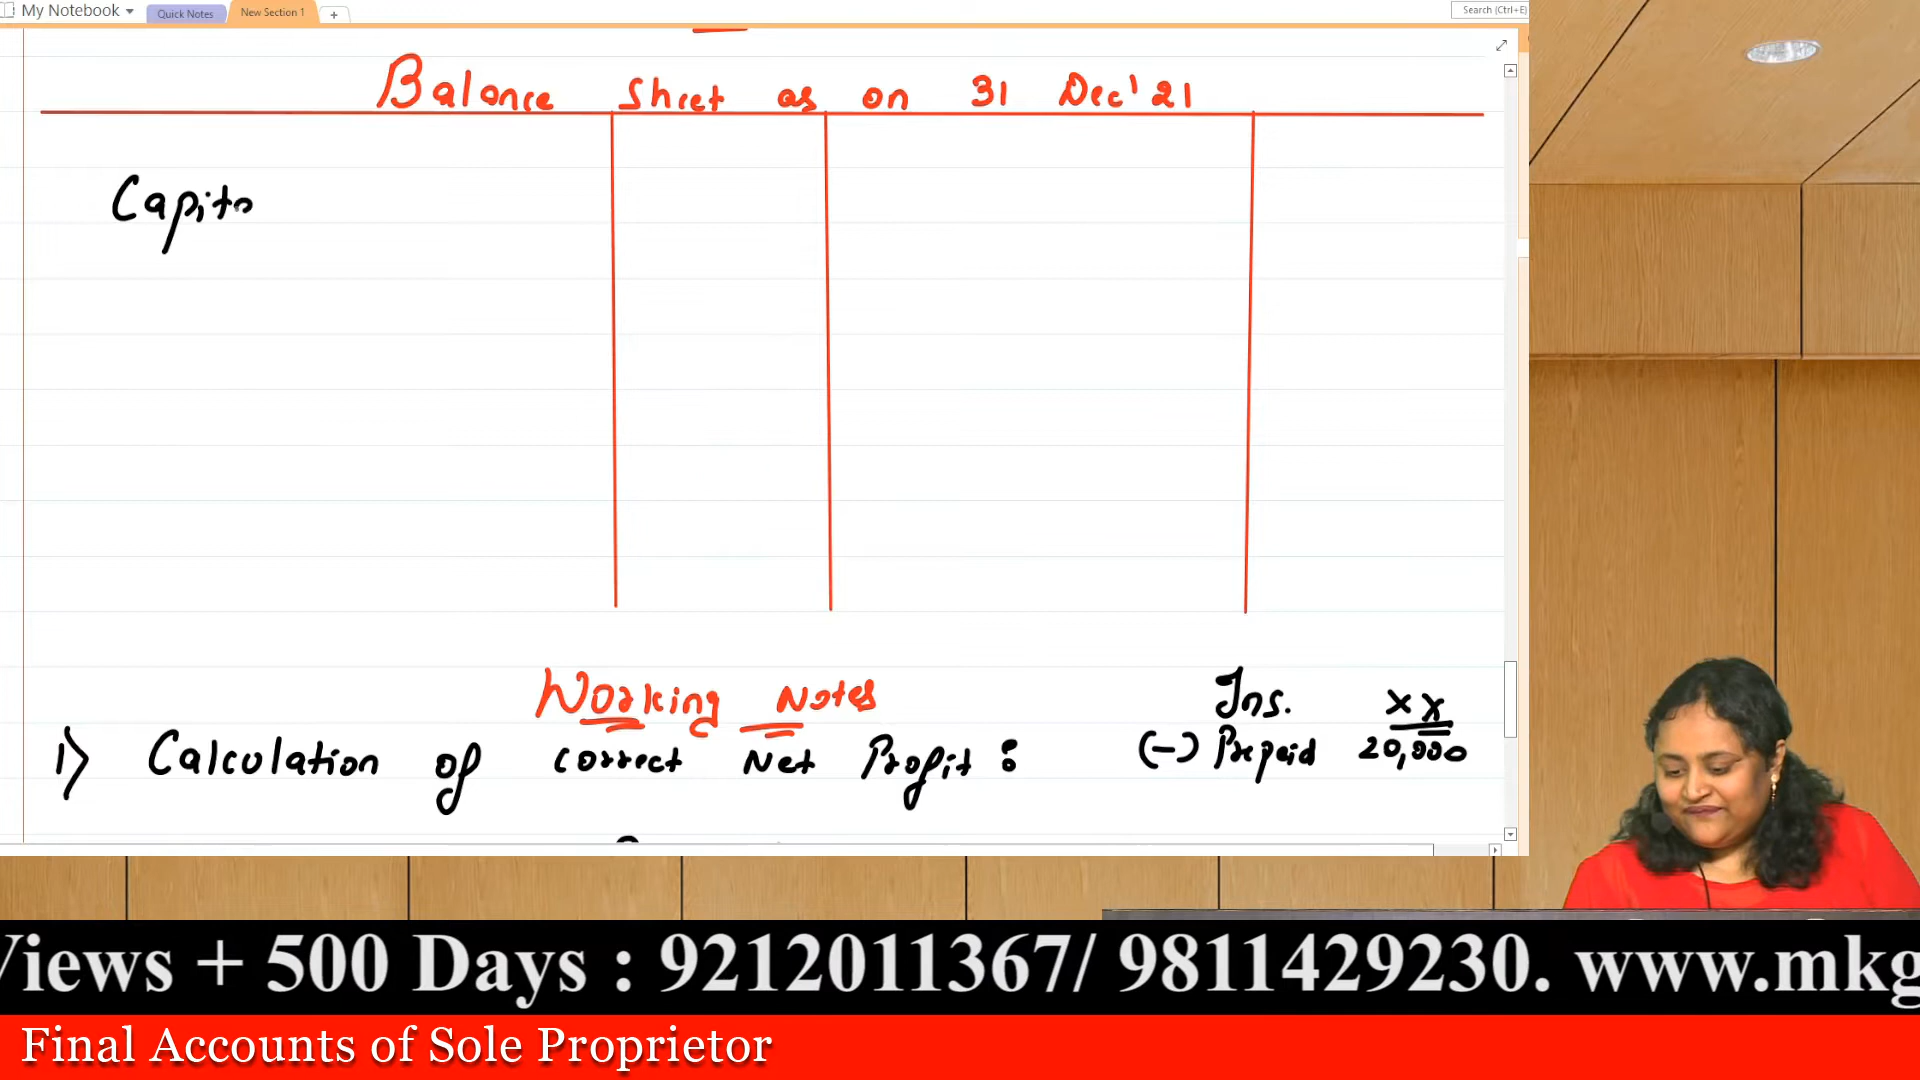 My Notebook
Quick Notes
New Section 1
+
Search (Ctrl+E)
Balance Sheet as on 31 Dec'21
Capita
Working Notes
Ins. xx
1) Calculation of correct Net Profit :
(-) Prepaid 20,000
Views + 500 Days : 9212011367/ 9811429230. www.mkg
Final Accounts of Sole Proprietor